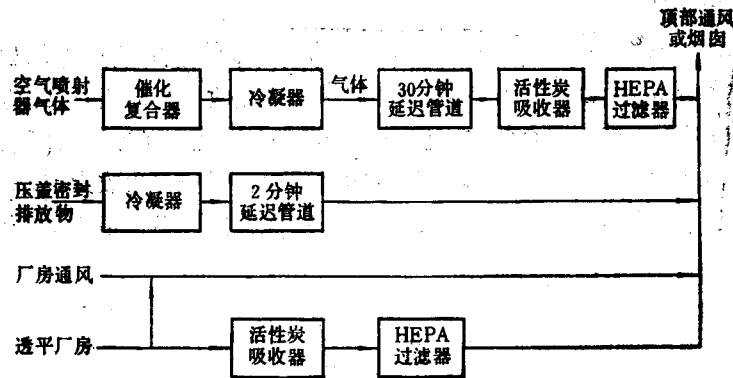 顶部通风
或烟囱
空气喷射
器气体
催化
复合器
冷凝器
气体
30分钟
延迟管道
活性炭
吸收器
HEPA
过滤器
压盖密封
排放物
冷凝器
2分钟
延迟管道
厂房通风
透平厂房
活性炭
吸收器
HEPA
过滤器